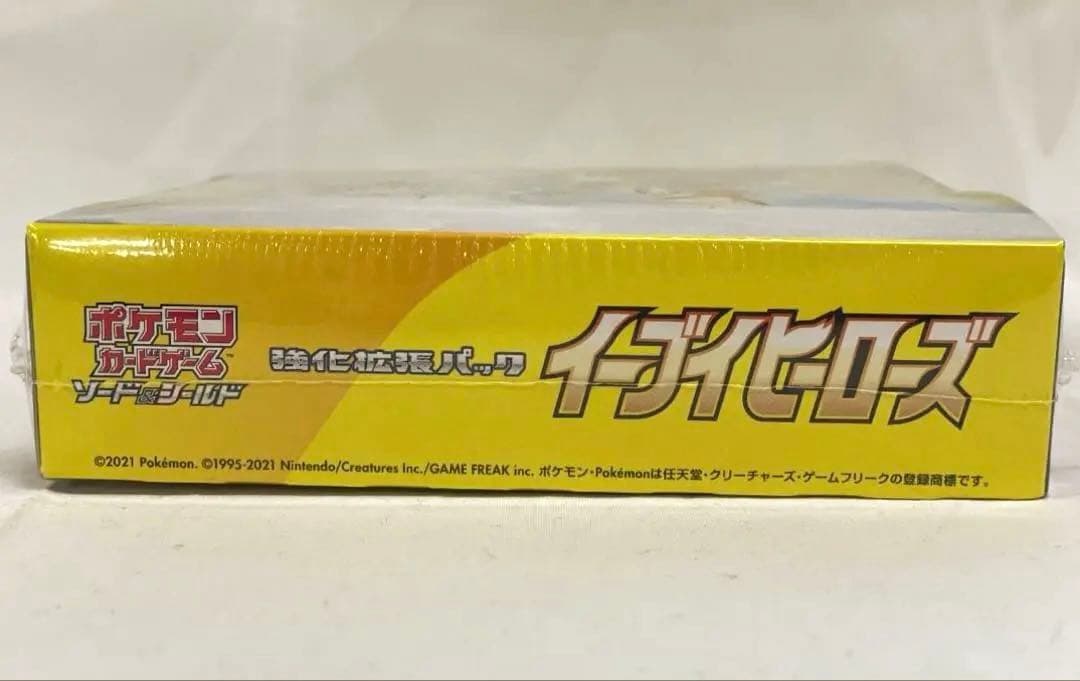 ポケモン
カードゲーム™
ソード&シールド
強化拡張パック
イーブイヒーローズ
©2021 Pokémon. ©1995-2021 Nintendo/Creatures Inc./GAME FREAK inc. ポケモン・Pokémonは任天堂・クリーチャーズ・ゲームフリークの登録商標です。